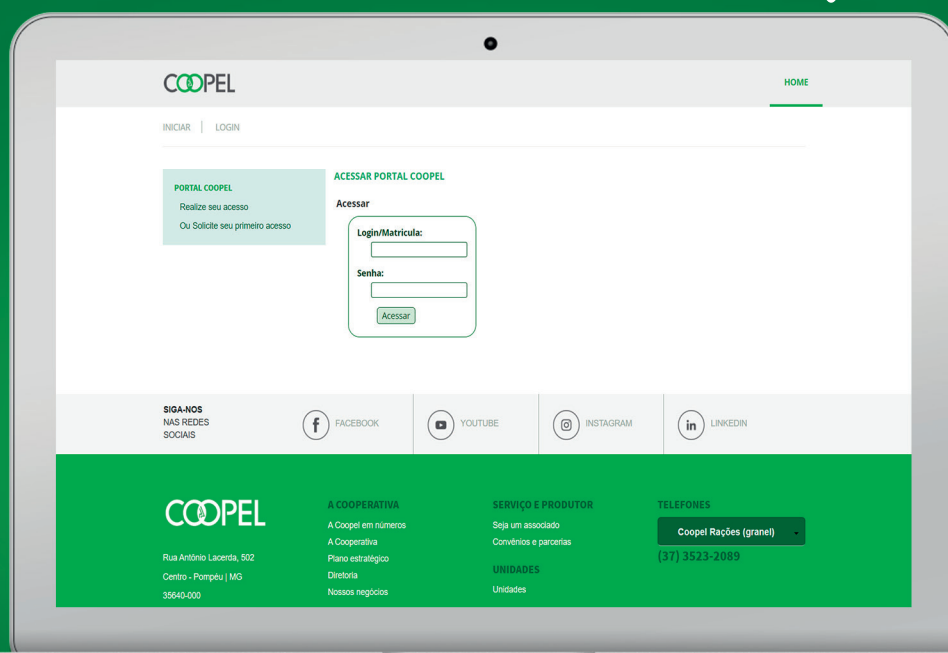 COOPEL
HOME
INICIAR
LOGIN
PORTAL COOPEL
Realize seu acesso
Ou Solicite seu primeiro acesso
ACESSAR PORTAL COOPEL
Acessar
Login/Matricula:
Senha:
Acessar
SIGA-NOS
NAS REDES
SOCIAIS
FACEBOOK
YOUTUBE
INSTAGRAM
LINKEDIN
COOPEL
Rua Antônio Lacerda, 502
Centro - Pompéu | MG
35640-000
A COOPERATIVA
A Coopel em números
A Cooperativa
Plano estratégico
Diretoria
Nossos negócios
SERVIÇO E PRODUTOR
Seja um associado
Convênios e parcerias
UNIDADES
Unidades
TELEFONES
Coopel Rações (granel)
(37) 3523-2089